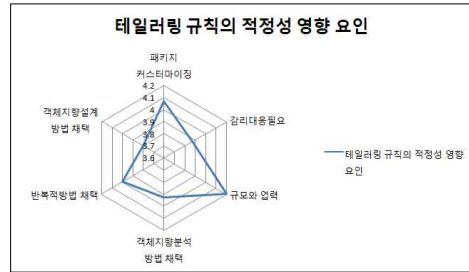 테일러링 규칙의 적정성 영향 요인
패키지
커스터마이징
4.2
4.1
4
3.9
3.8
3.7
3.6
감리대응필요
규모와 업력
객체지향분석
방법 채택
반복적방법 채택
객체지향설계
방법 채택
테일러링 규칙의 적정성 영향
요인